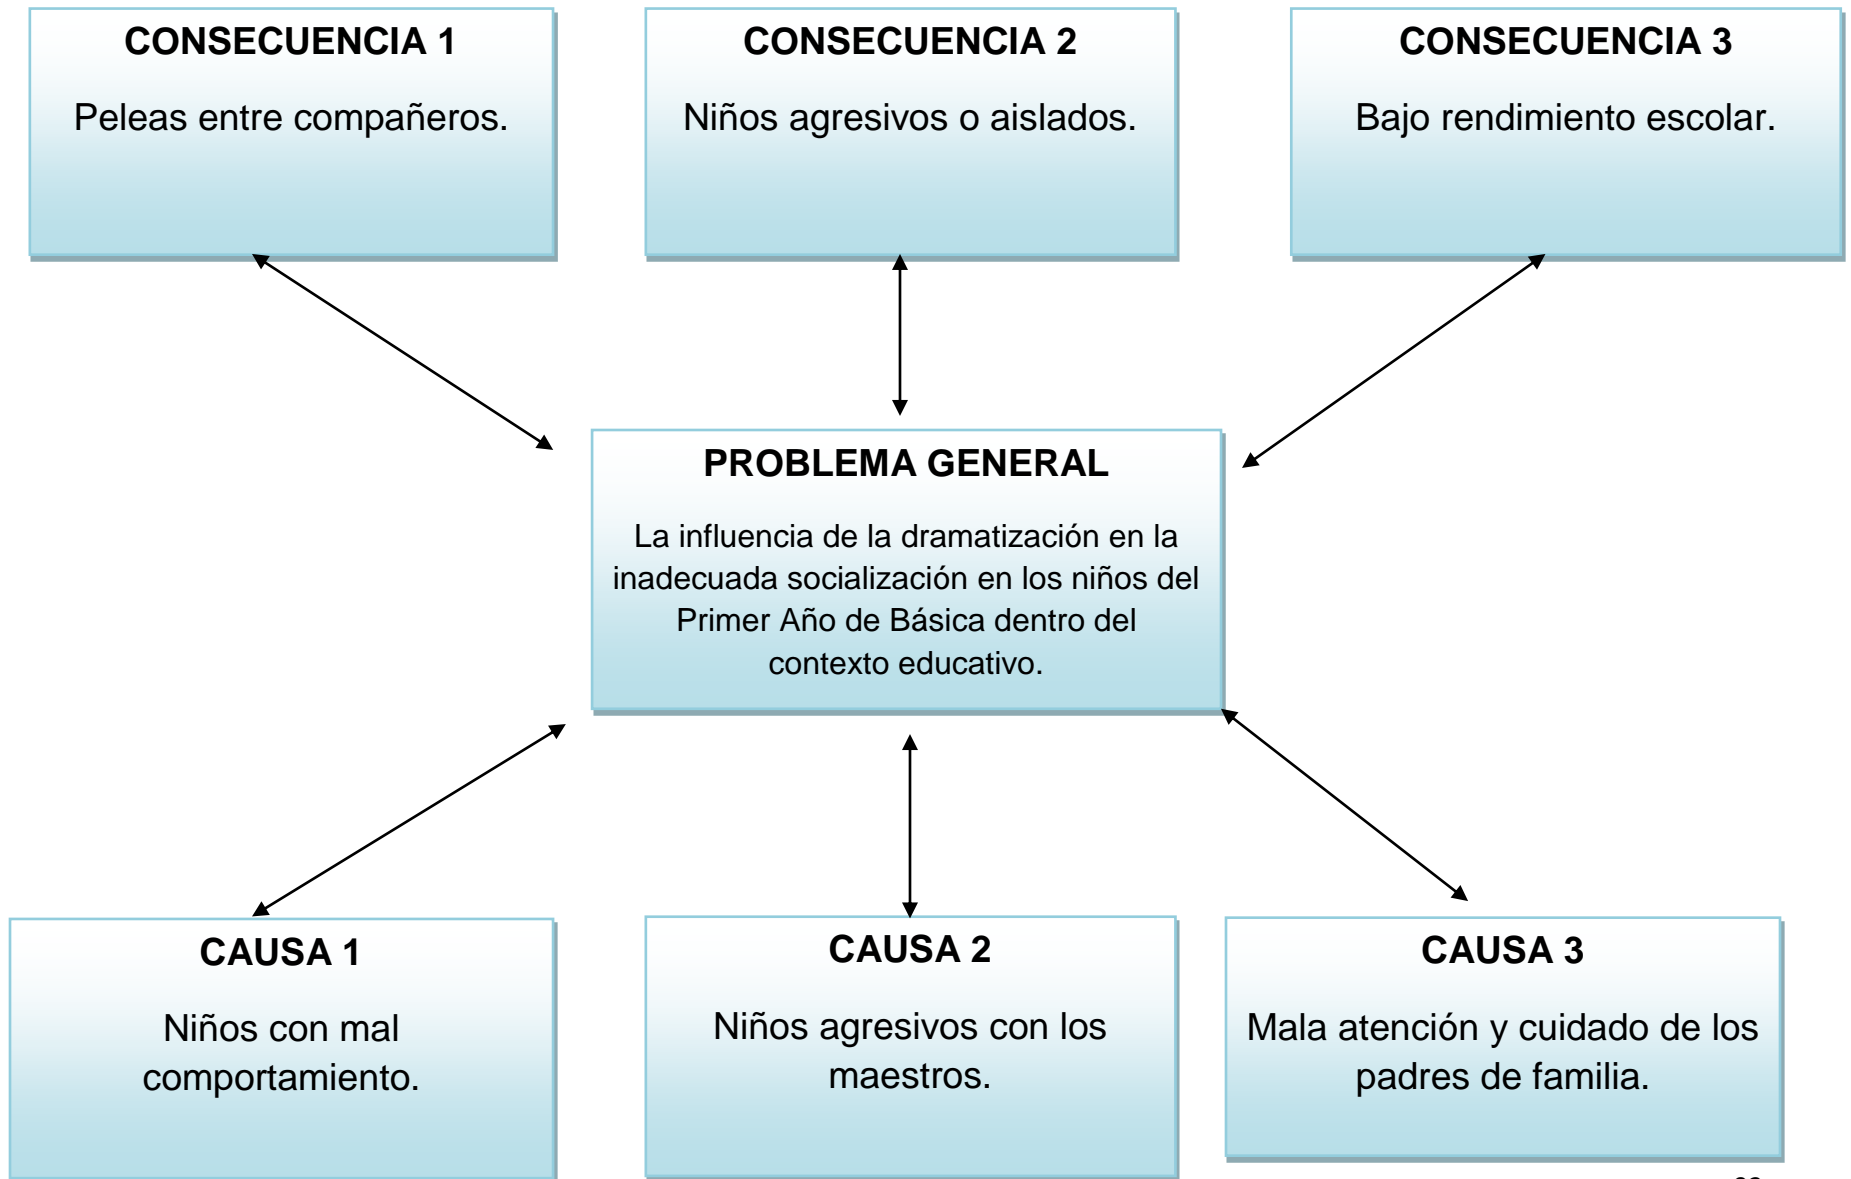 CONSECUENCIA 1
Peleas entre compañeros.
CONSECUENCIA 2
Niños agresivos o aislados.
CONSECUENCIA 3
Bajo rendimiento escolar.
PROBLEMA GENERAL
La influencia de la dramatización en la
inadecuada socialización en los niños del
Primer Año de Básica dentro del
contexto educativo.
CAUSA 1
Niños con mal
comportamiento.
CAUSA 2
Niños agresivos con los
maestros.
CAUSA 3
Mala atención y cuidado de los
padres de familia.